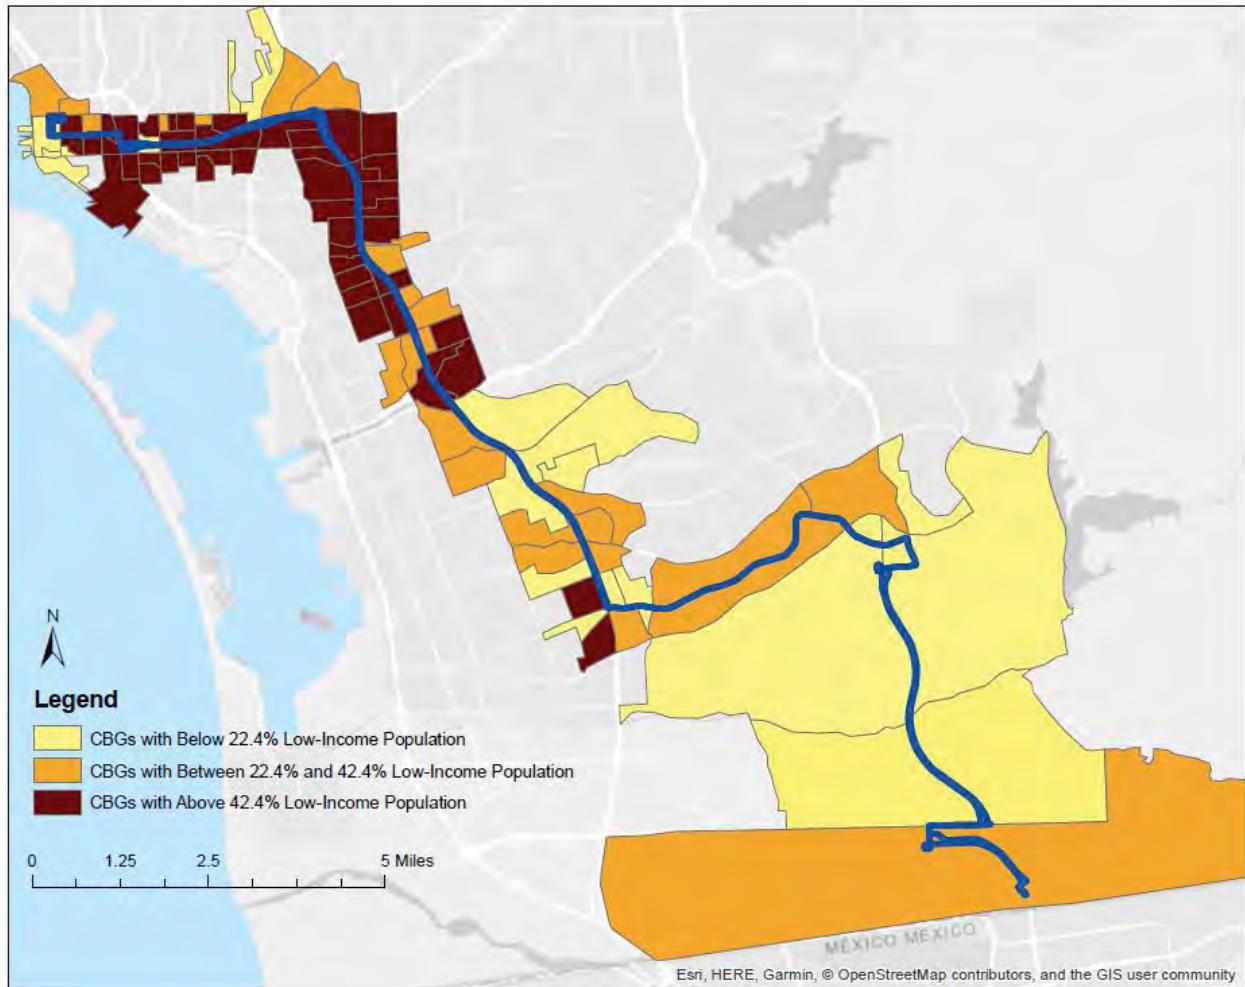 N
Legend
CBGs with Below 22.4% Low-Income Population
CBGs with Between 22.4% and 42.4% Low-Income Population
CBGs with Above 42.4% Low-Income Population
0 1.25 2.5 5 Miles
MÉXICO MEXICO
Esri, HERE, Garmin, © OpenStreetMap contributors, and the GIS user community